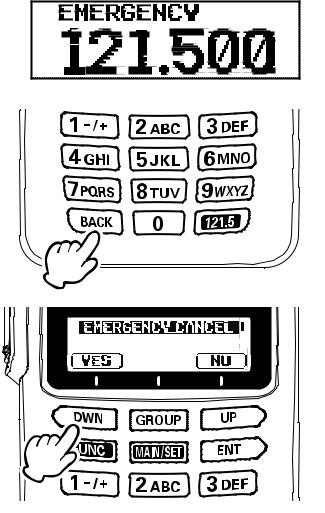 EMERGENCY
121.500
1-/+ 2 ABC 3 DEF
4 GHI 5 JKL 6 MNO
7 PQRS 8 TUV 9 WXYZ
BACK 0 121.5
EMERGENCY CANCEL
YES NO
DWN GROUP UP
UNC MAIN/SET ENT
1-/+ 2 ABC 3 DEF